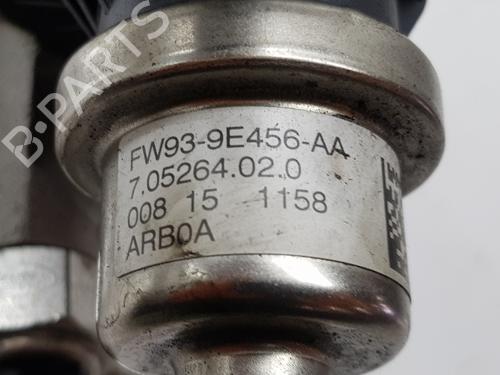 B-PARTS
FW93-9E456-AA
7.05264.02.0
008 15 1158
ARB0A